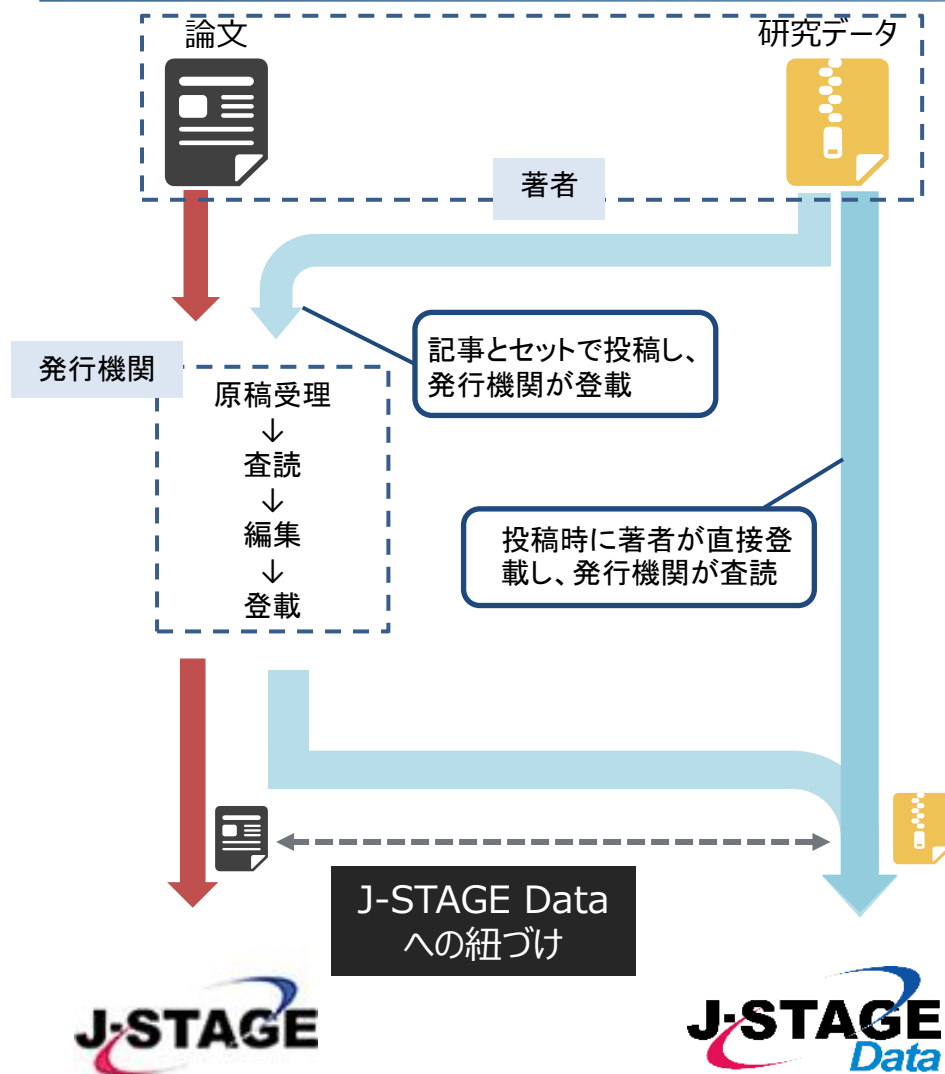 論文
研究データ
著者
記事とセットで投稿し、
発行機関が登載
発行機関
原稿受理
↓
査読
↓
編集
↓
登載
投稿時に著者が直接登
載し、発行機関が査読
J-STAGE Data
への紐づけ
J-STAGE
J-STAGE
Data